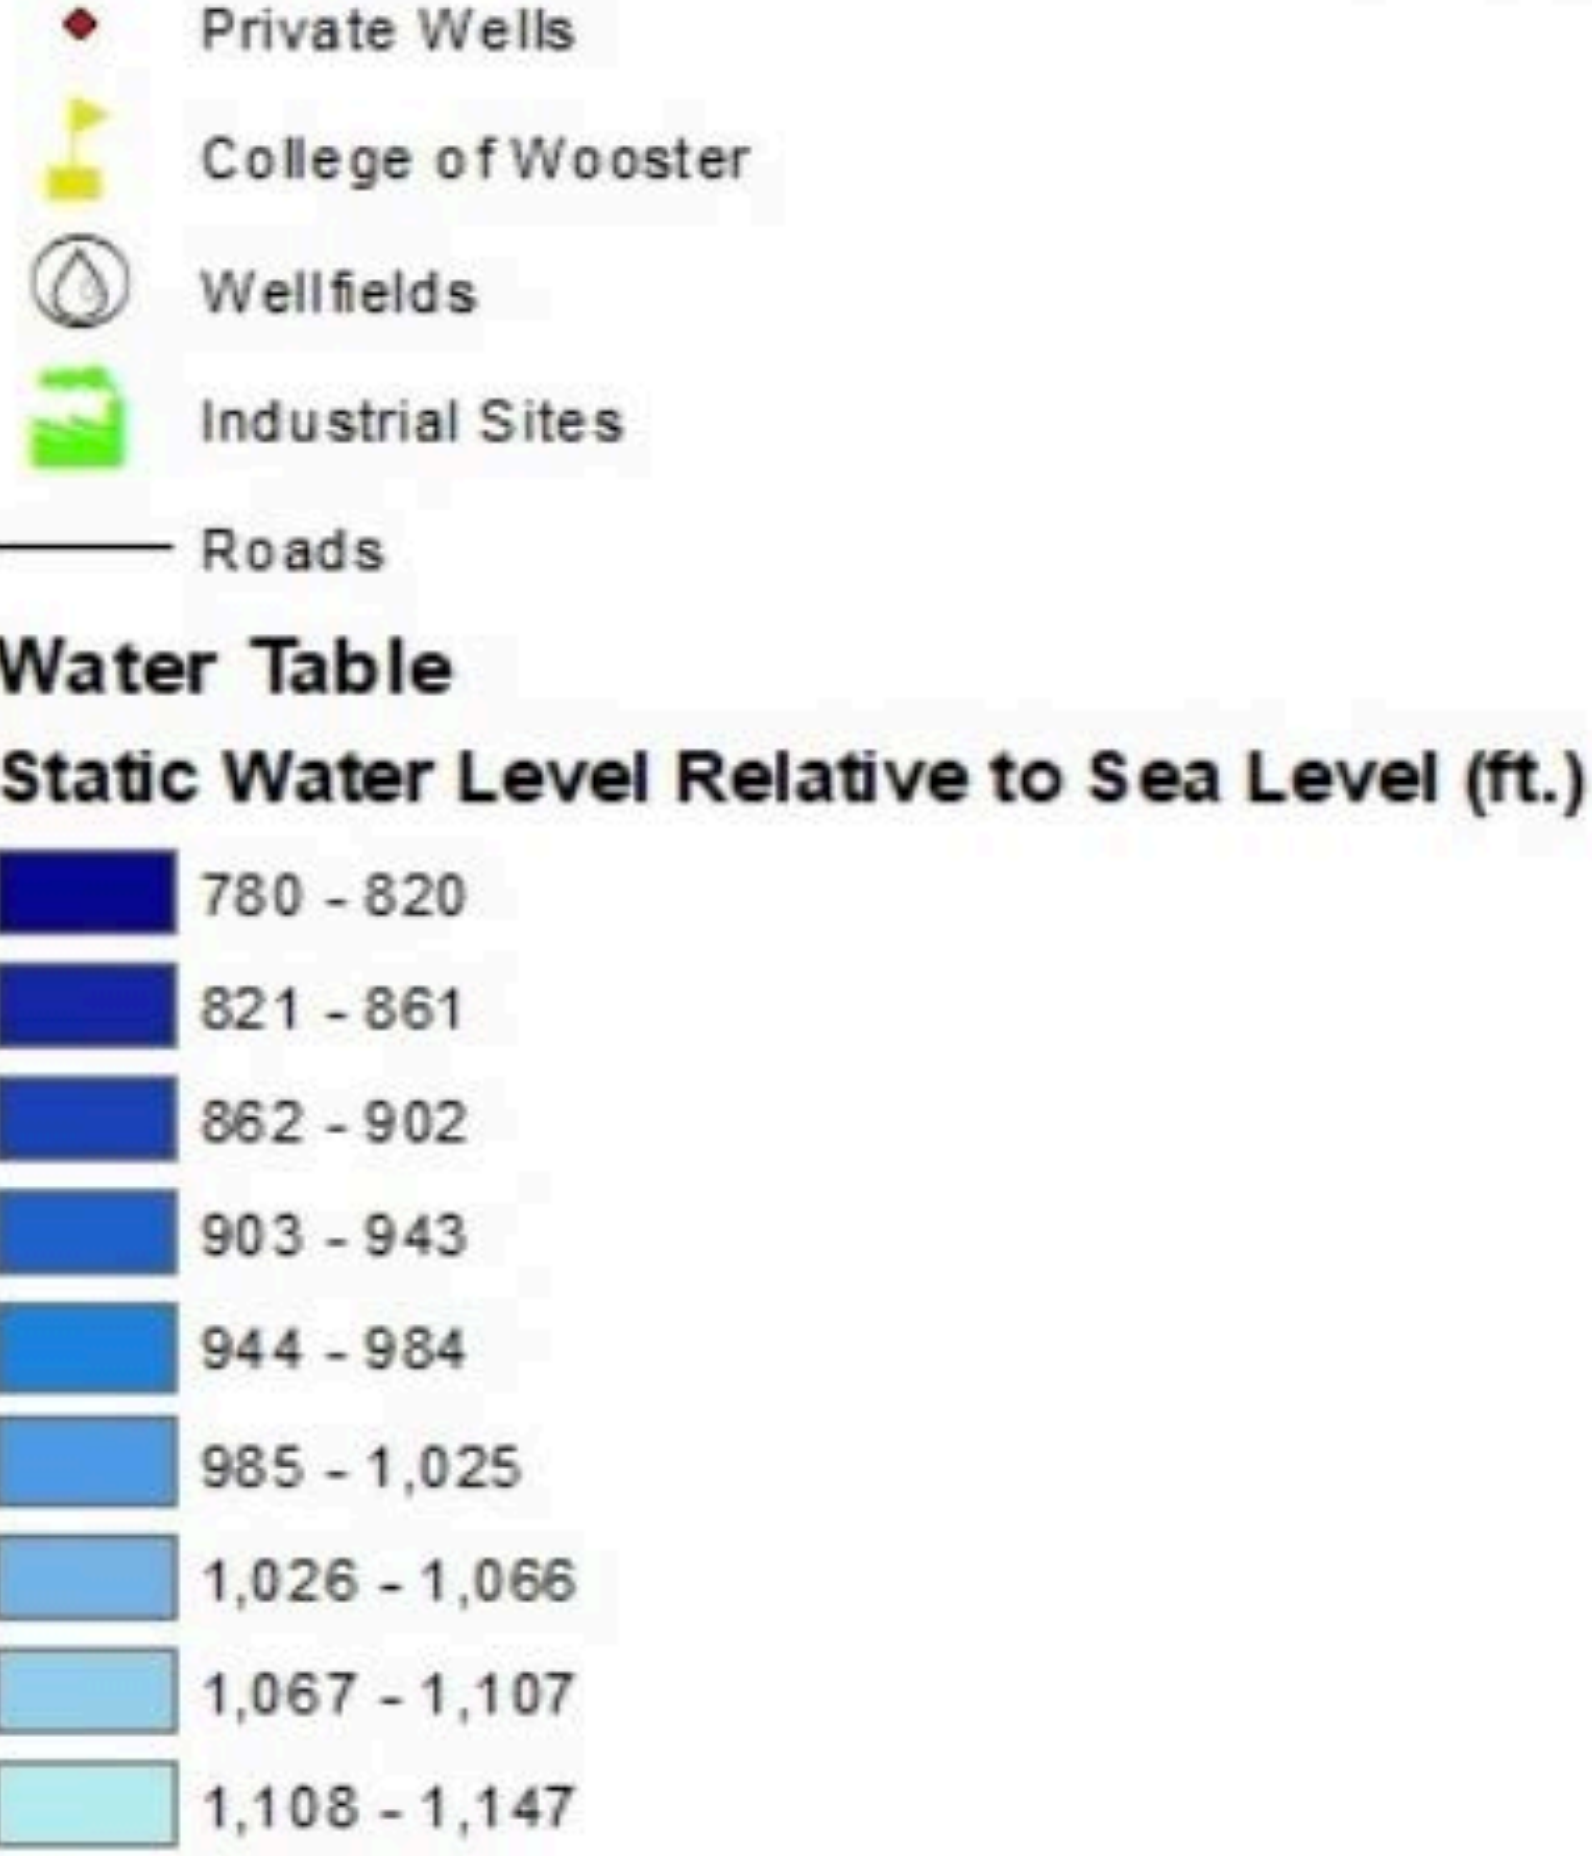 Private Wells
College of Wooster
Wellfields
Industrial Sites
Roads
Water Table
Static Water Level Relative to Sea Level (ft.)
780 - 820
821 - 861
862 - 902
903 - 943
944 - 984
985 - 1,025
1,026 - 1,066
1,067 - 1,107
1,108 - 1,147